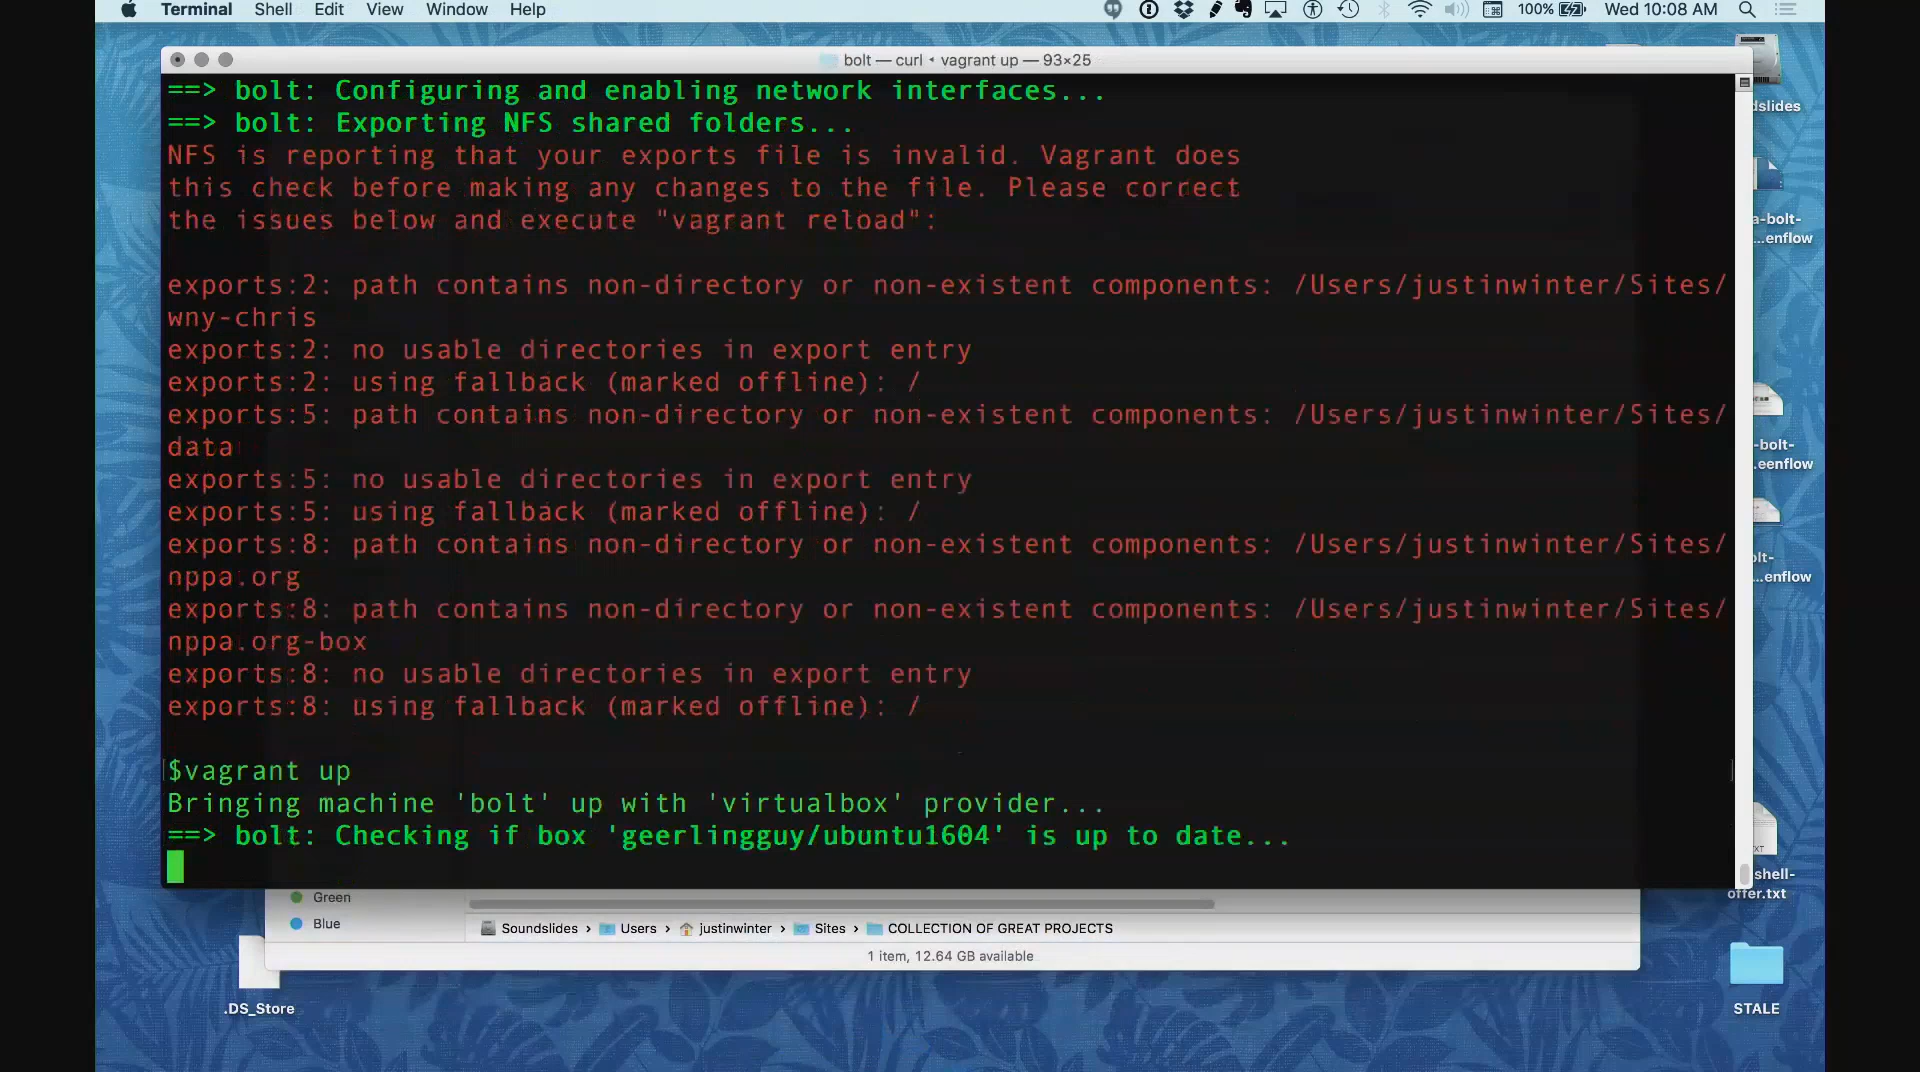 Terminal Shell Edit View Window Help 100% Wed 10:08 AM
bolt — curl ◂ vagrant up — 93×25
==> bolt: Configuring and enabling network interfaces...
==> bolt: Exporting NFS shared folders...
NFS is reporting that your exports file is invalid. Vagrant does
this check before making any changes to the file. Please correct
the issues below and execute "vagrant reload":
exports:2: path contains non-directory or non-existent components: /Users/justinwinter/Sites/
wny-chris
exports:2: no usable directories in export entry
exports:2: using fallback (marked offline): /
exports:5: path contains non-directory or non-existent components: /Users/justinwinter/Sites/
data
exports:5: no usable directories in export entry
exports:5: using fallback (marked offline): /
exports:8: path contains non-directory or non-existent components: /Users/justinwinter/Sites/
nppa.org
exports:8: path contains non-directory or non-existent components: /Users/justinwinter/Sites/
nppa.org-box
exports:8: no usable directories in export entry
exports:8: using fallback (marked offline): /
$vagrant up
Bringing machine 'bolt' up with 'virtualbox' provider...
==> bolt: Checking if box 'geerlingguy/ubuntu1604' is up to date...
dslides
a-bolt-
...enflow
-bolt-
.eenflow
olt-
...enflow
shell-
offer.txt
Green
Blue
Soundslides › Users › justinwinter › Sites › COLLECTION OF GREAT PROJECTS
1 item, 12.64 GB available
.DS_Store
STALE